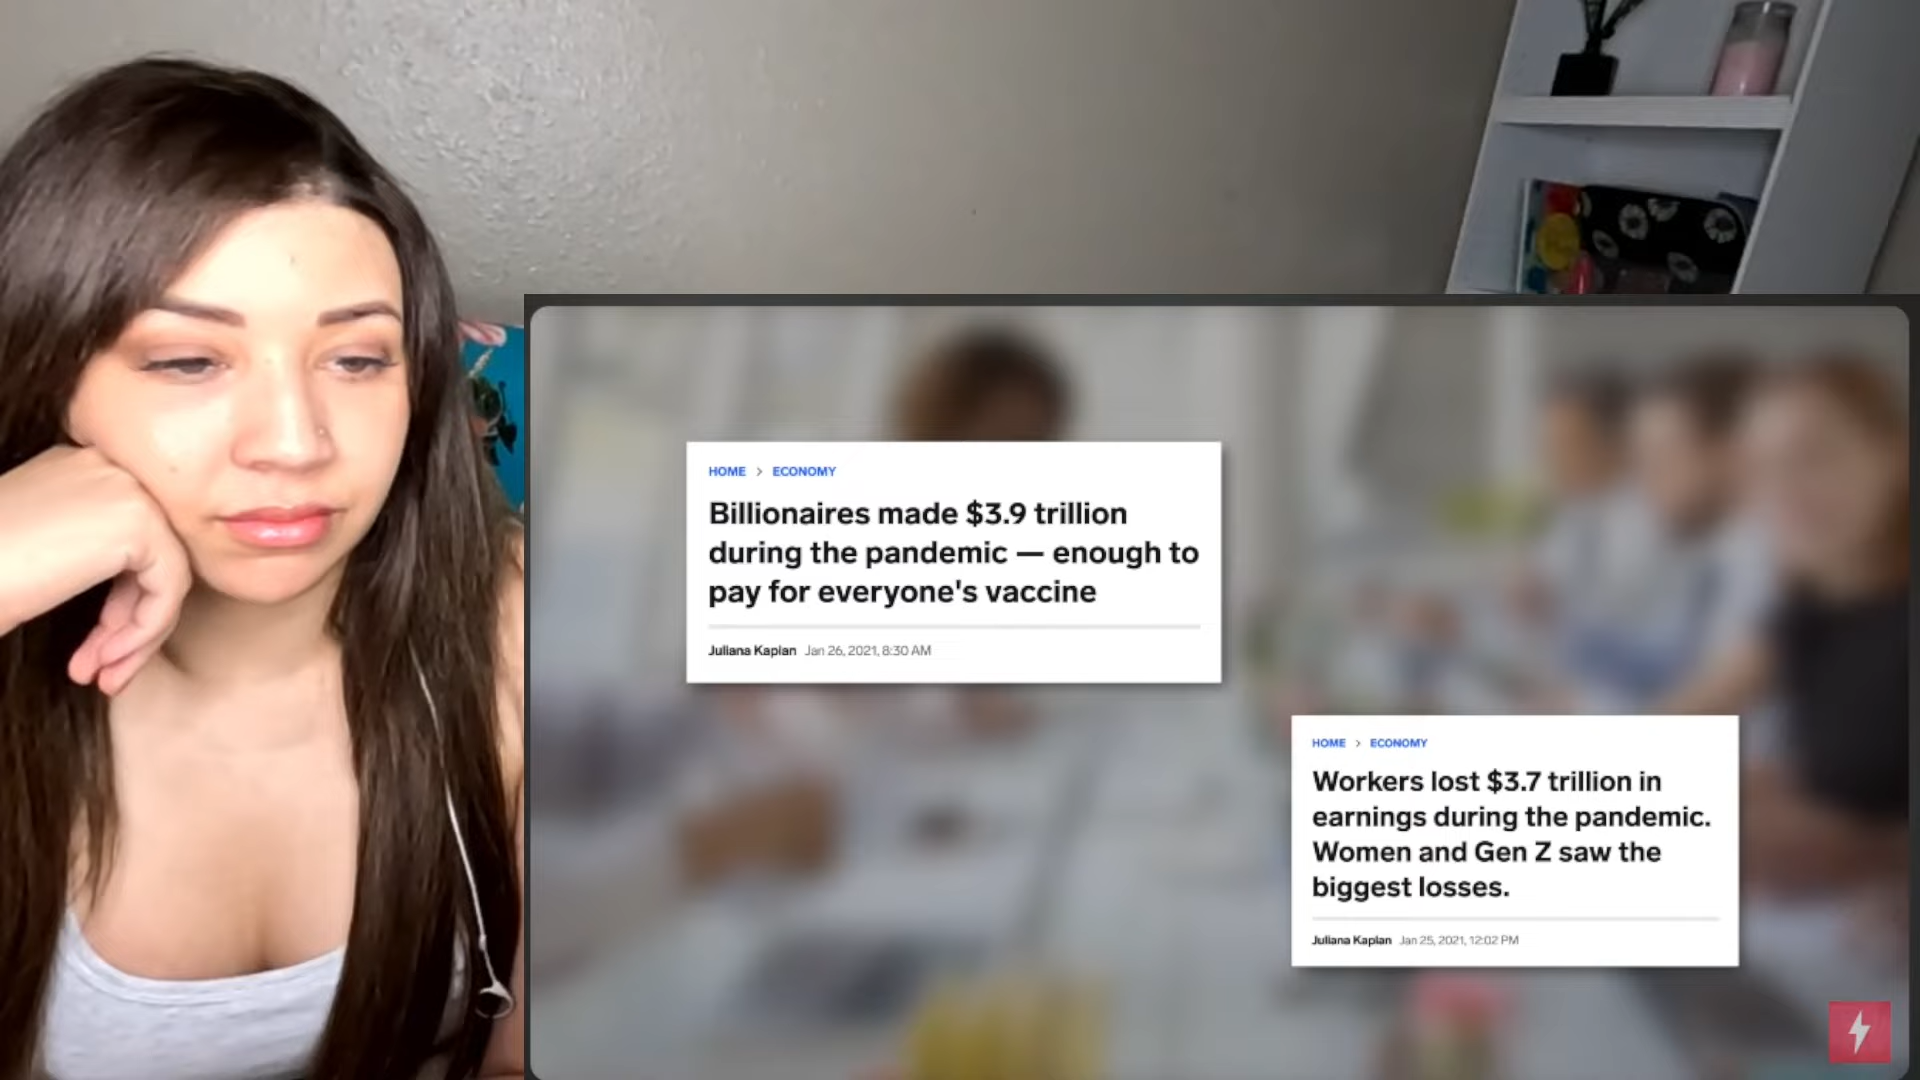 HOME > ECONOMY
Billionaires made $3.9 trillion
during the pandemic — enough to
pay for everyone's vaccine
Juliana Kaplan Jan 26, 2021, 8:30 AM
HOME > ECONOMY
Workers lost $3.7 trillion in
earnings during the pandemic.
Women and Gen Z saw the
biggest losses.
Juliana Kaplan Jan 25, 2021, 12:02 PM